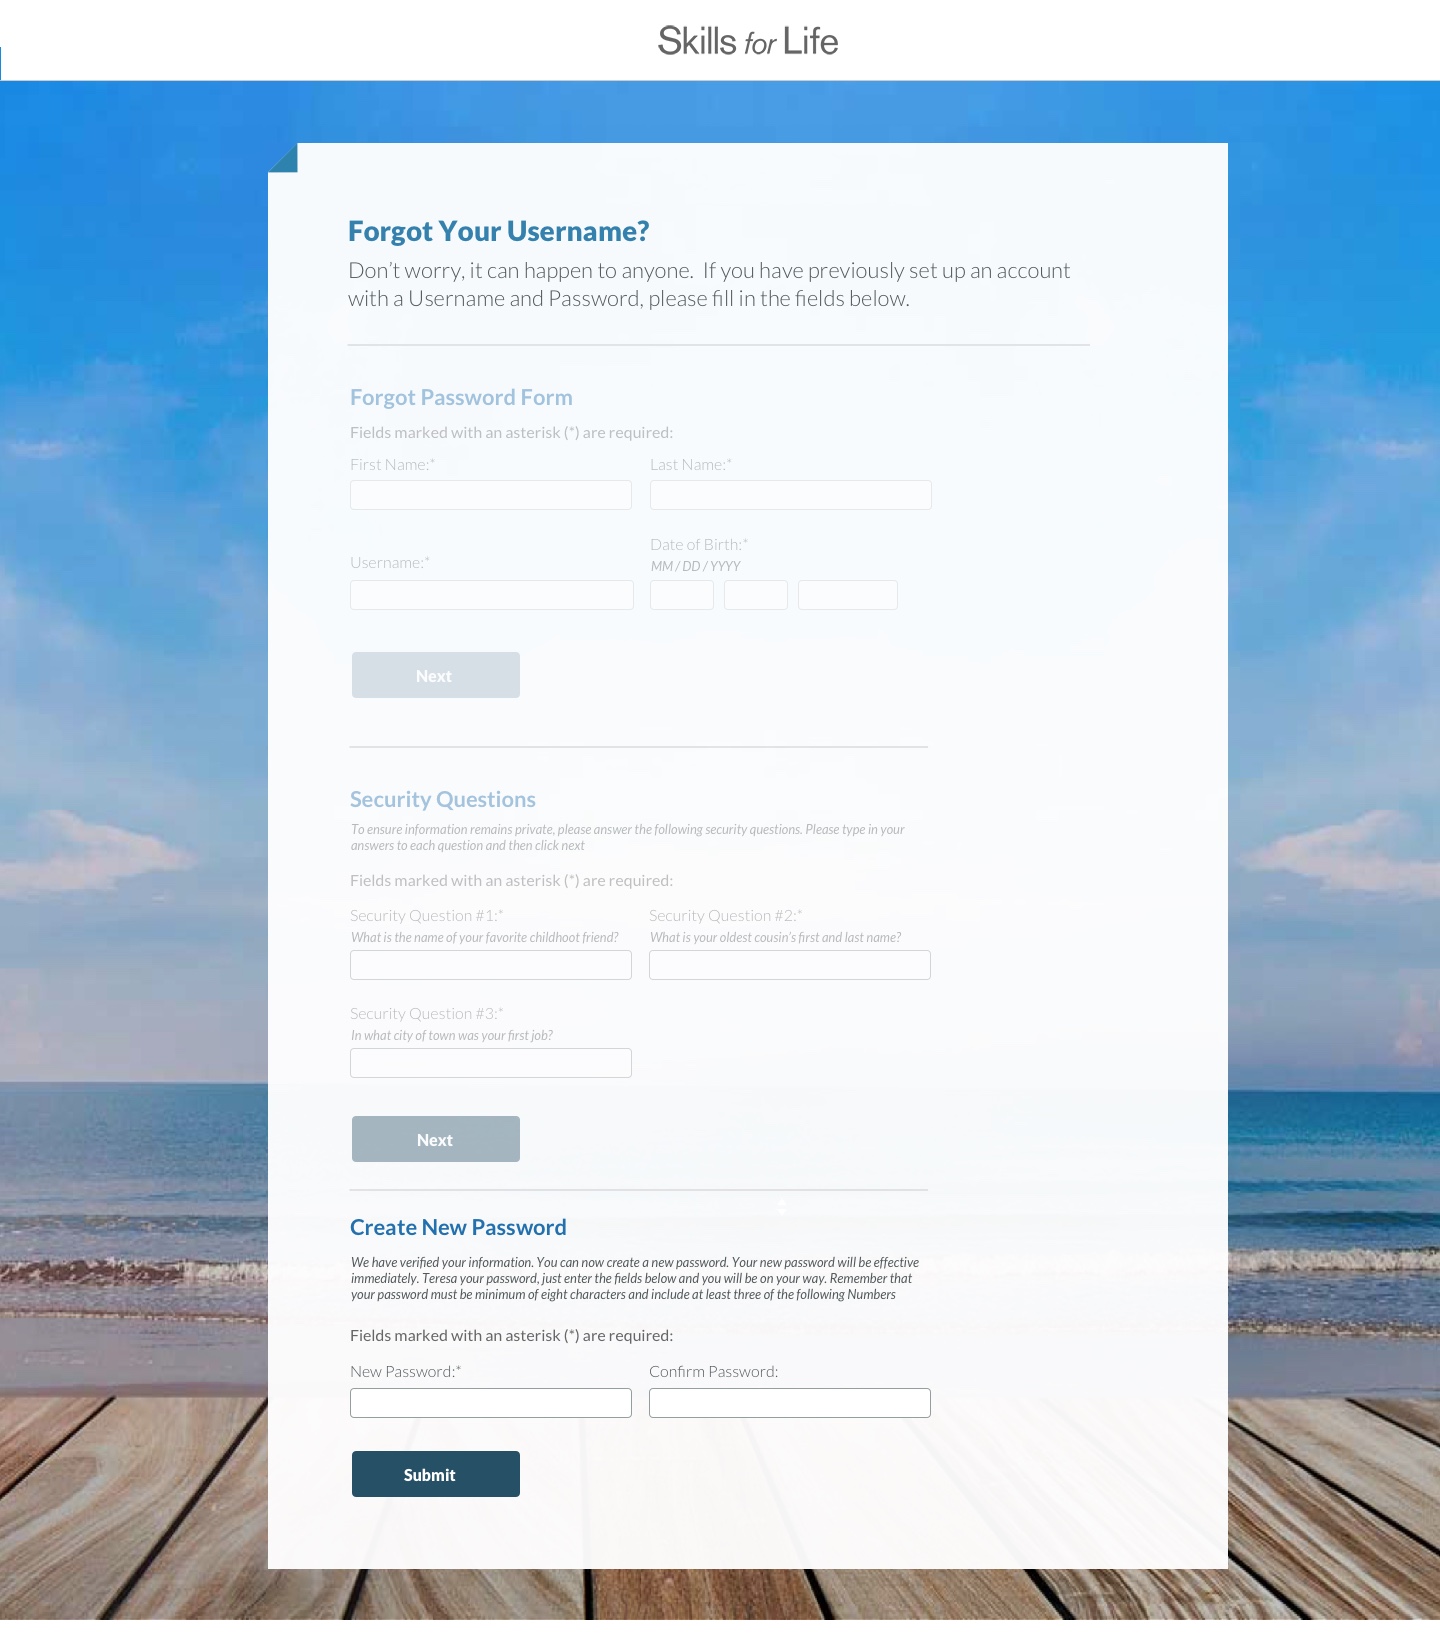 Skills for Life
Forgot Your Username?
Don’t worry, it can happen to anyone.  If you have previously set up an account
with a Username and Password, please fill in the fields below.
Forgot Password Form
Fields marked with an asterisk (*) are required:
First Name:*
Last Name:*
Username:*
Date of Birth:*
MM / DD / YYYY
Next
Security Questions
To ensure information remains private, please answer the following security questions. Please type in your
answers to each question and then click next
Fields marked with an asterisk (*) are required:
Security Question #1:*
What is the name of your favorite childhoot friend?
Security Question #2:*
What is your oldest cousin’s first and last name?
Security Question #3:*
In what city of town was your first job?
Next
Create New Password
We have verified your information. You can now create a new password. Your new password will be effective
immediately. Teresa your password, just enter the fields below and you will be on your way. Remember that
your password must be minimum of eight characters and include at least three of the following Numbers
Fields marked with an asterisk (*) are required:
New Password:*
Confirm Password:
Submit